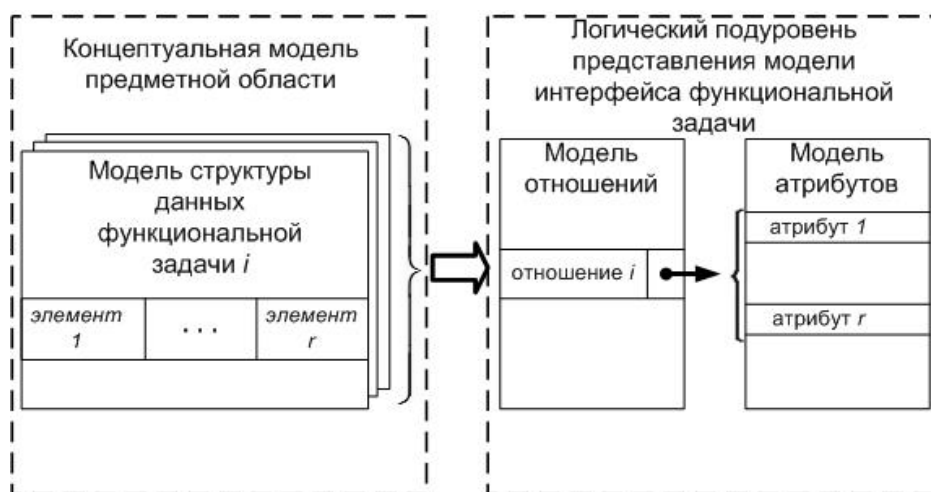 Концептуальная модель
предметной области
Модель структуры
данных
функциональной
задачи i
элемент
1
...
элемент
r
Логический подуровень
представления модели
интерфейса функциональной
задачи
Модель
отношений
отношение i
Модель
атрибутов
атрибут 1
атрибут r